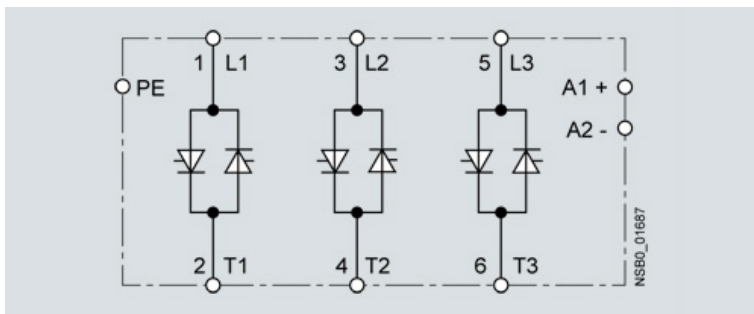 1 L1
3 L2
5 L3
PE
A1 +
A2 -
2 T1
4 T2
6 T3
NSB0_01687